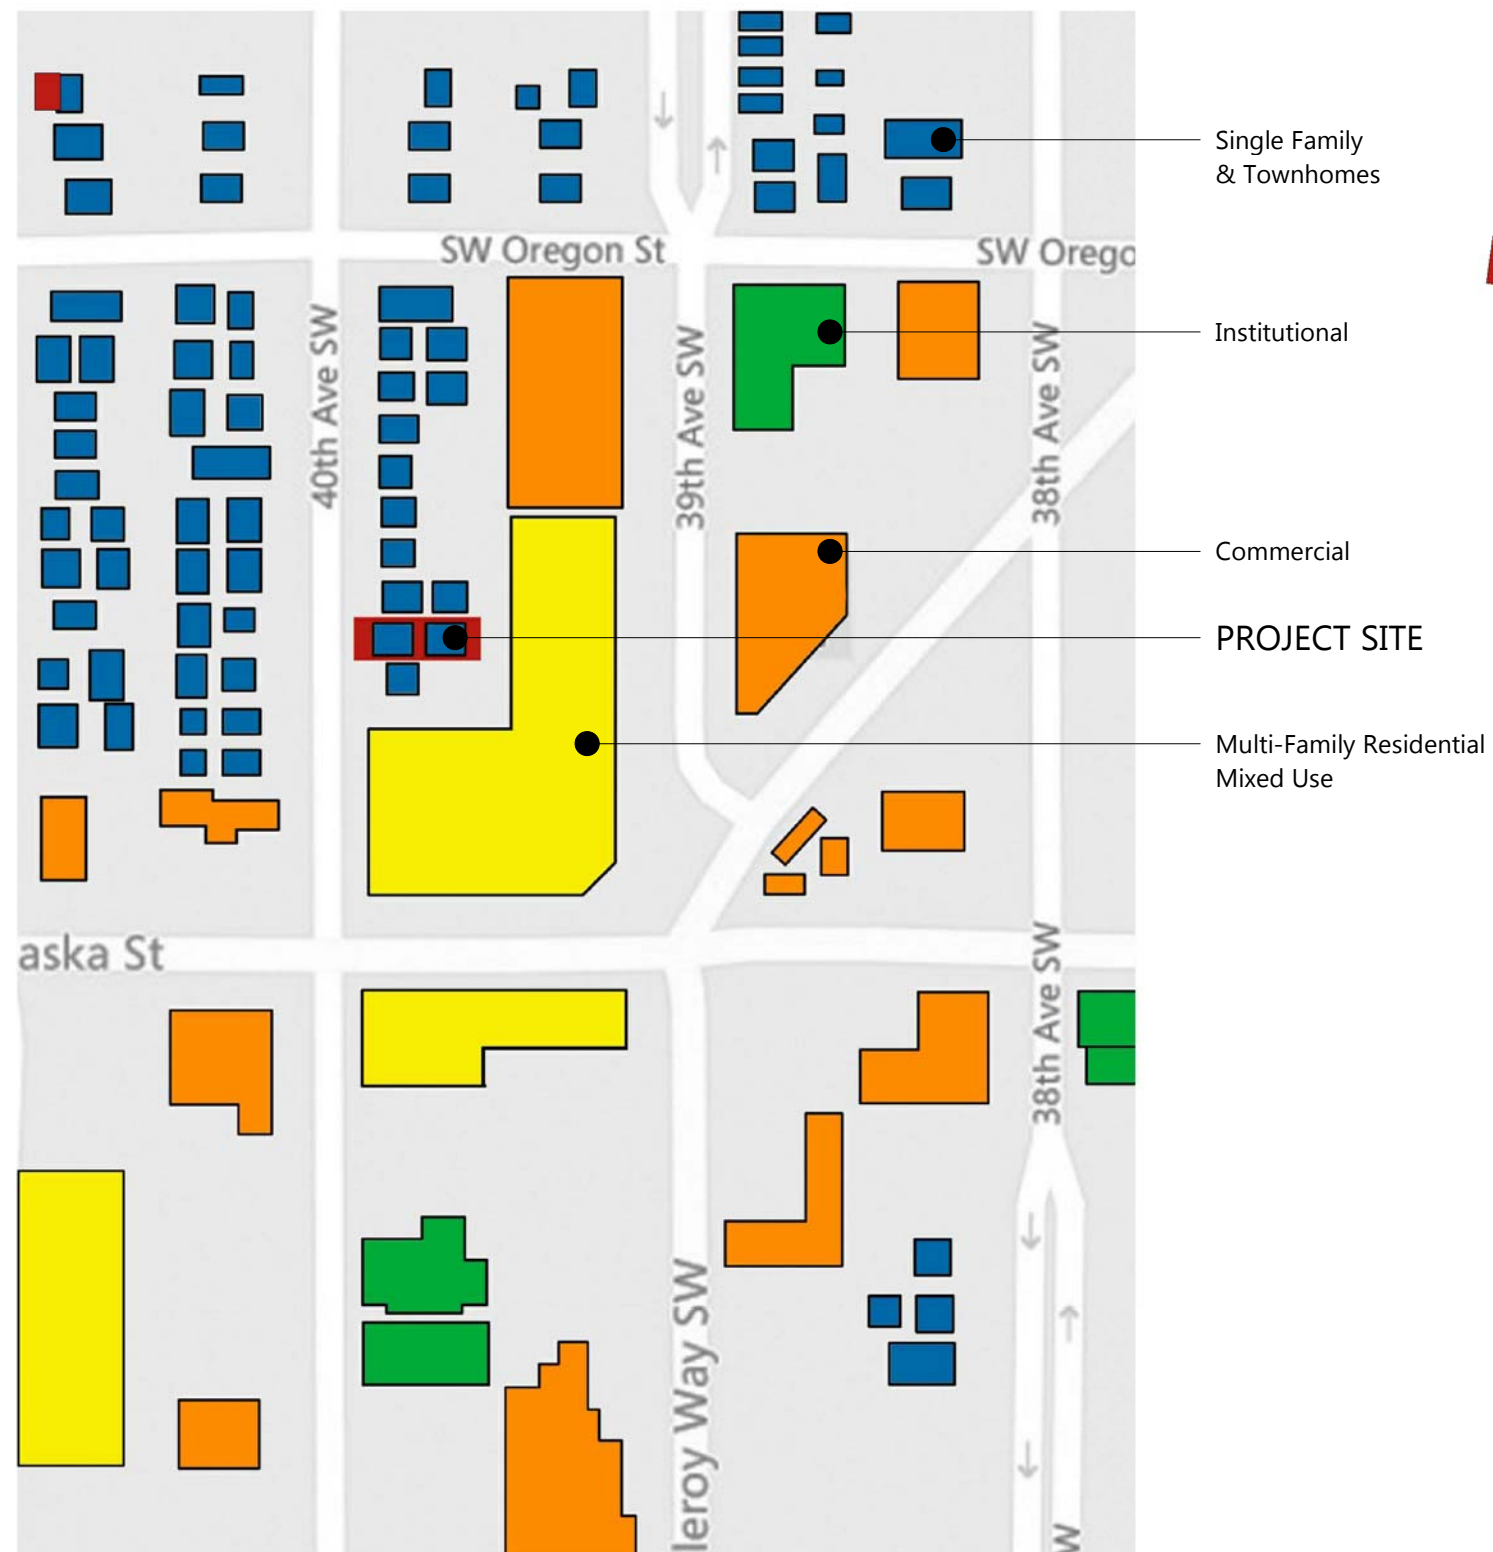 Single Family
& Townhomes
SW Oregon St
SW Orego
Institutional
40th Ave SW
39th Ave SW
38th Ave SW
Commercial
PROJECT SITE
Multi-Family Residential
Mixed Use
aska St
38th Ave SW
leroy Way SW
W